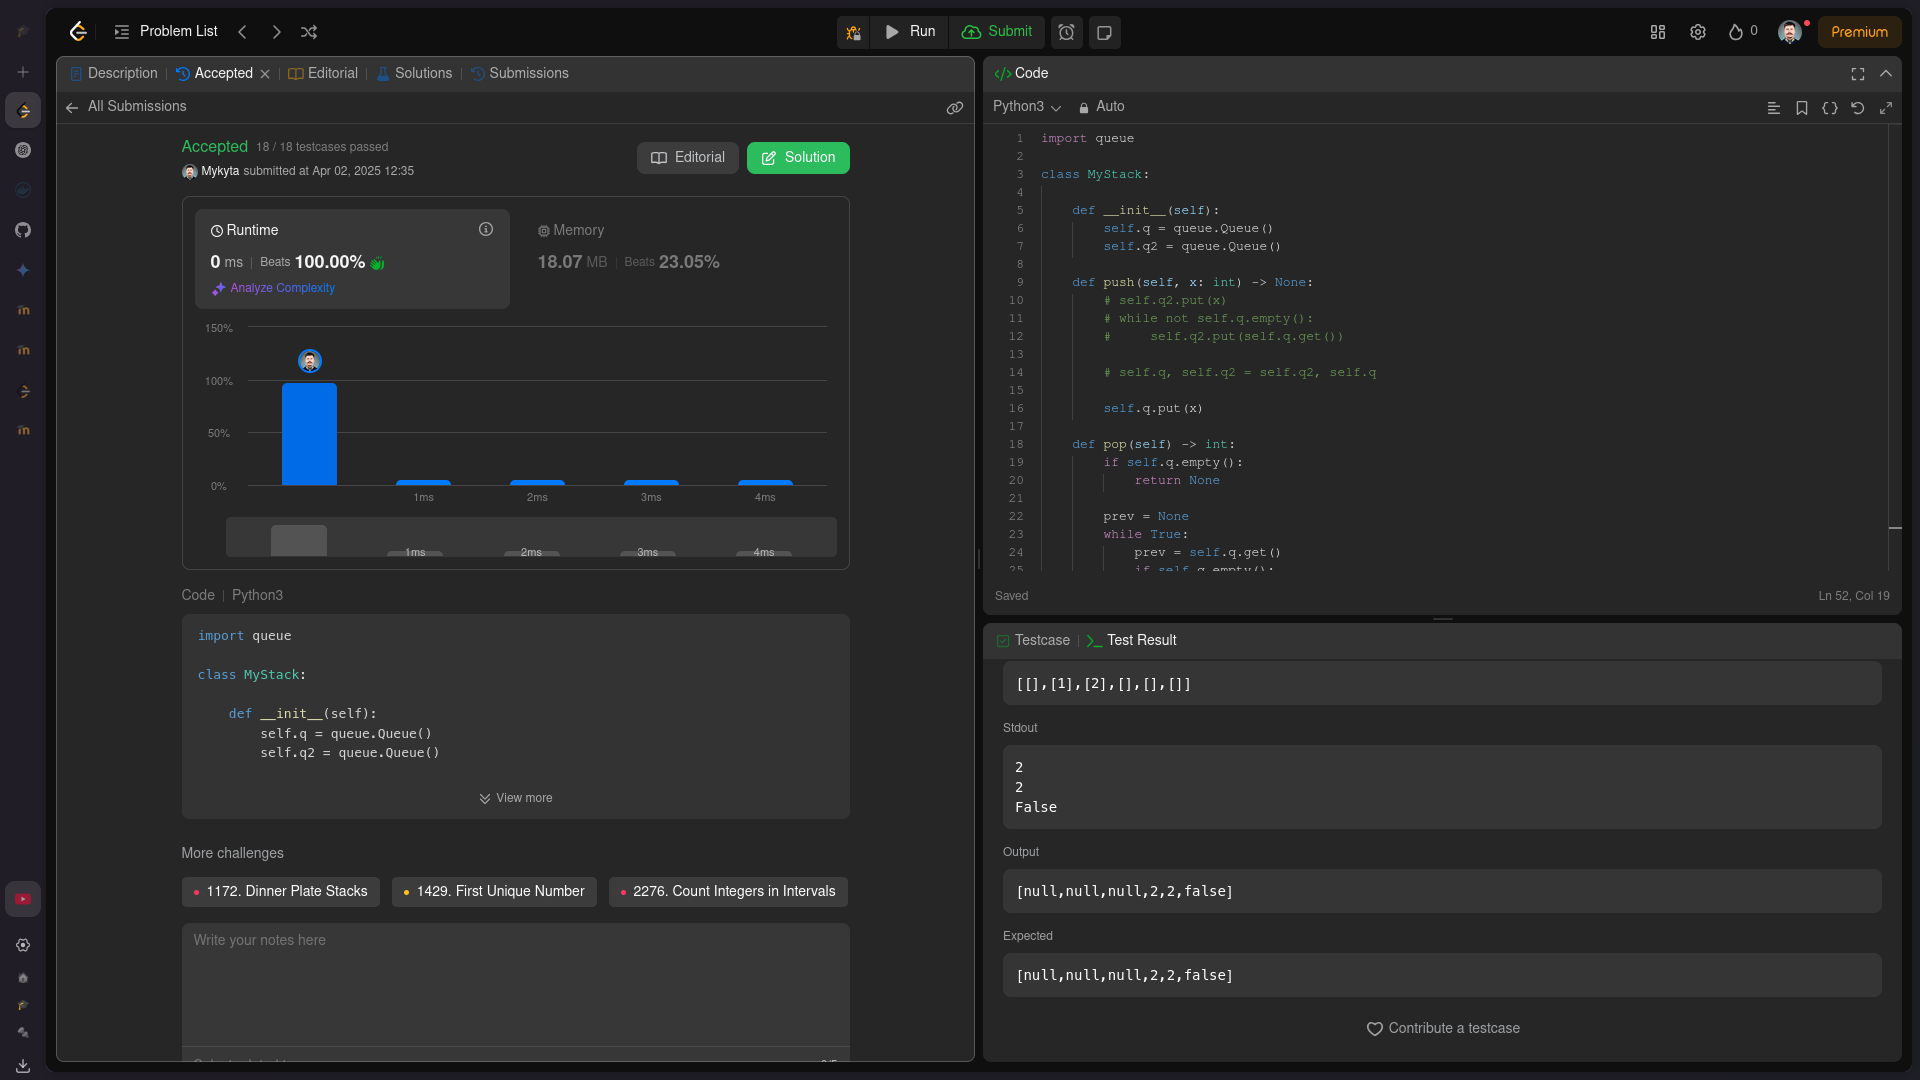 Problem List
Run
Submit
0
Premium
Description
Accepted
Editorial
Solutions
Submissions
All Submissions
Accepted 18 / 18 testcases passed
Mykyta submitted at Apr 02, 2025 12:35
Editorial
Solution
Runtime
0 ms | Beats 100.00%
Analyze Complexity
Memory
18.07 MB | Beats 23.05%
150%
100%
50%
0%
1ms
2ms
3ms
4ms
1ms
2ms
3ms
4ms
Code | Python3
import queue
class MyStack:
def __init__(self):
self.q = queue.Queue()
self.q2 = queue.Queue()
View more
More challenges
1172. Dinner Plate Stacks
1429. First Unique Number
2276. Count Integers in Intervals
Write your notes here
</> Code
Python3
Auto
1 import queue
2
3 class MyStack:
4
5 def __init__(self):
6 self.q = queue.Queue()
7 self.q2 = queue.Queue()
8
9 def push(self, x: int) -> None:
10 # self.q2.put(x)
11 # while not self.q.empty():
12 #     self.q2.put(self.q.get())
13
14 # self.q, self.q2 = self.q2, self.q
15
16 self.q.put(x)
17
18 def pop(self) -> int:
19 if self.q.empty():
20 return None
21
22 prev = None
23 while True:
24 prev = self.q.get()
25 if self.q.empty():
Saved
Ln 52, Col 19
Testcase
Test Result
[[],[1],[2],[],[],[]]
Stdout
2
2
False
Output
[null,null,null,2,2,false]
Expected
[null,null,null,2,2,false]
Contribute a testcase